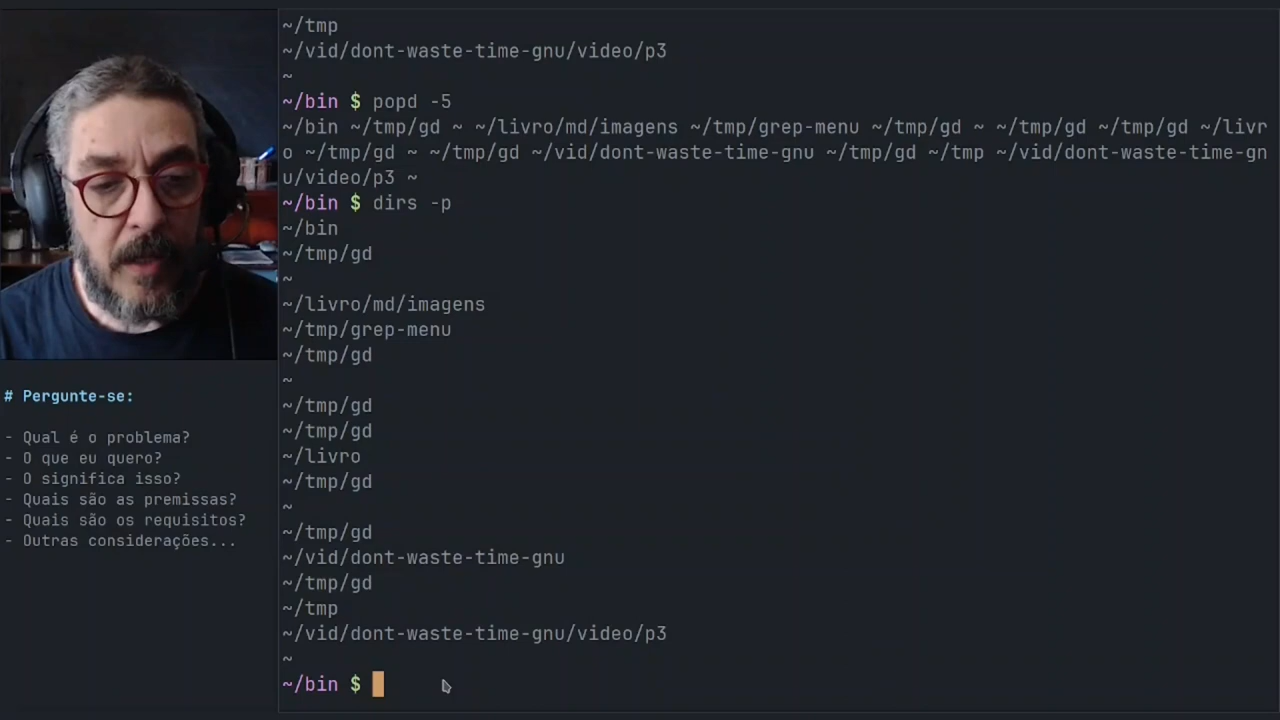 ~/tmp
~/vid/dont-waste-time-gnu/video/p3
~
~/bin $ popd -5
~/bin ~/tmp/gd ~ ~/livro/md/imagens ~/tmp/grep-menu ~/tmp/gd ~ ~/tmp/gd ~/tmp/gd ~/livr
o ~/tmp/gd ~ ~/tmp/gd ~/vid/dont-waste-time-gnu ~/tmp/gd ~/tmp ~/vid/dont-waste-time-gn
u/video/p3 ~
~/bin $ dirs -p
~/bin
~/tmp/gd
~
~/livro/md/imagens
~/tmp/grep-menu
~/tmp/gd
~
~/tmp/gd
~/tmp/gd
~/livro
~/tmp/gd
~
~/tmp/gd
~/vid/dont-waste-time-gnu
~/tmp/gd
~/tmp
~/vid/dont-waste-time-gnu/video/p3
~
~/bin $
# Pergunte-se:
- Qual é o problema?
- O que eu quero?
- O significa isso?
- Quais são as premissas?
- Quais são os requisitos?
- Outras considerações...